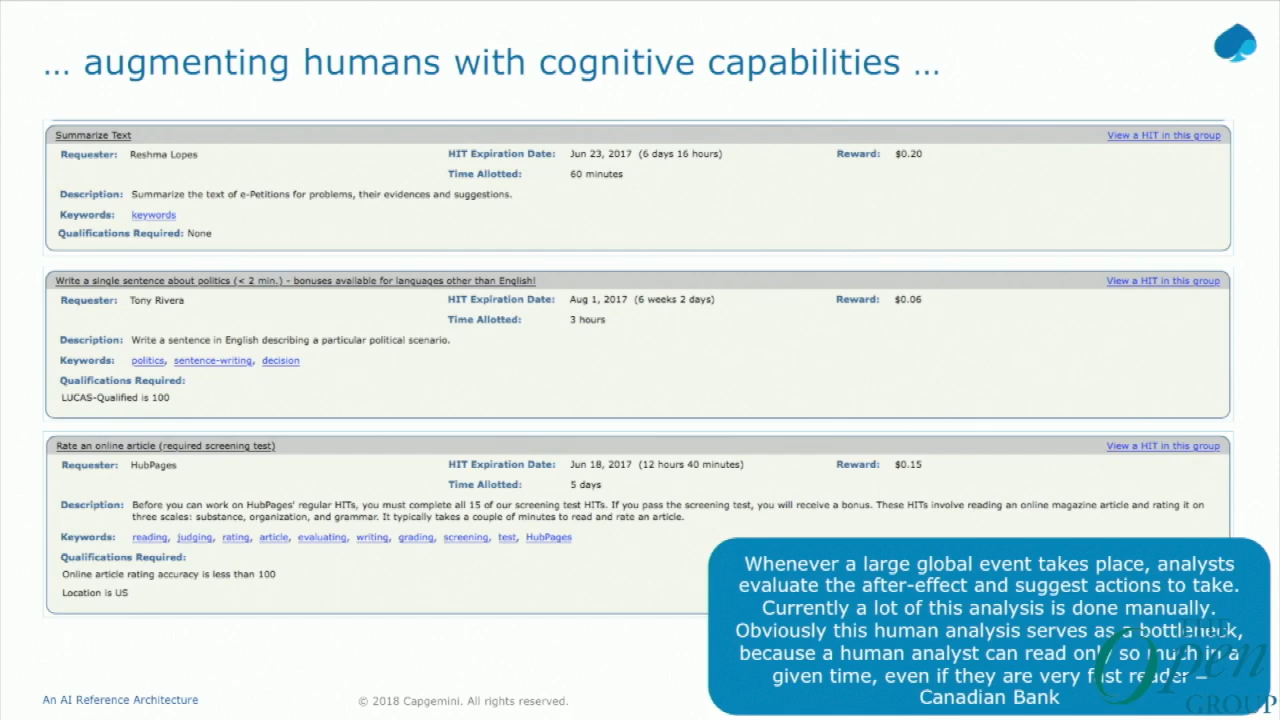 … augmenting humans with cognitive capabilities …
Summarize Text View a HIT in this group
Requester: Reshma Lopes HIT Expiration Date: Jun 23, 2017 (6 days 16 hours) Reward: $0.20
Time Allotted: 60 minutes
Description: Summarize the text of e-Petitions for problems, their evidences and suggestions.
Keywords: keywords
Qualifications Required: None
Write a single sentence about politics (< 2 min.) - bonuses available for languages other than English! View a HIT in this group
Requester: Tony Rivera HIT Expiration Date: Aug 1, 2017 (6 weeks 2 days) Reward: $0.06
Time Allotted: 3 hours
Description: Write a sentence in English describing a particular political scenario.
Keywords: politics, sentence-writing, decision
Qualifications Required:
LUCAS-Qualified is 100
Rate an online article (required screening test) View a HIT in this group
Requester: HubPages HIT Expiration Date: Jun 18, 2017 (12 hours 40 minutes) Reward: $0.15
Time Allotted: 5 days
Description: Before you can work on HubPages' regular HITs, you must complete all 15 of our screening test HITs. If you pass the screening test, you will receive a bonus. These HITs involve reading an online magazine article and rating it on
three scales: substance, organization, and grammar. It typically takes a couple of minutes to read and rate an article.
Keywords: reading, judging, rating, article, evaluating, writing, grading, screening, test, HubPages
Qualifications Required:
Online article rating accuracy is less than 100
Location is US
Whenever a large global event takes place, analysts
evaluate the after-effect and suggest actions to take.
Currently a lot of this analysis is done manually.
Obviously this human analysis serves as a bottleneck,
because a human analyst can read only so much in a
given time, even if they are very fast reader –
Canadian Bank
THE
Open
GROUP
An AI Reference Architecture © 2018 Capgemini. All rights reserved.